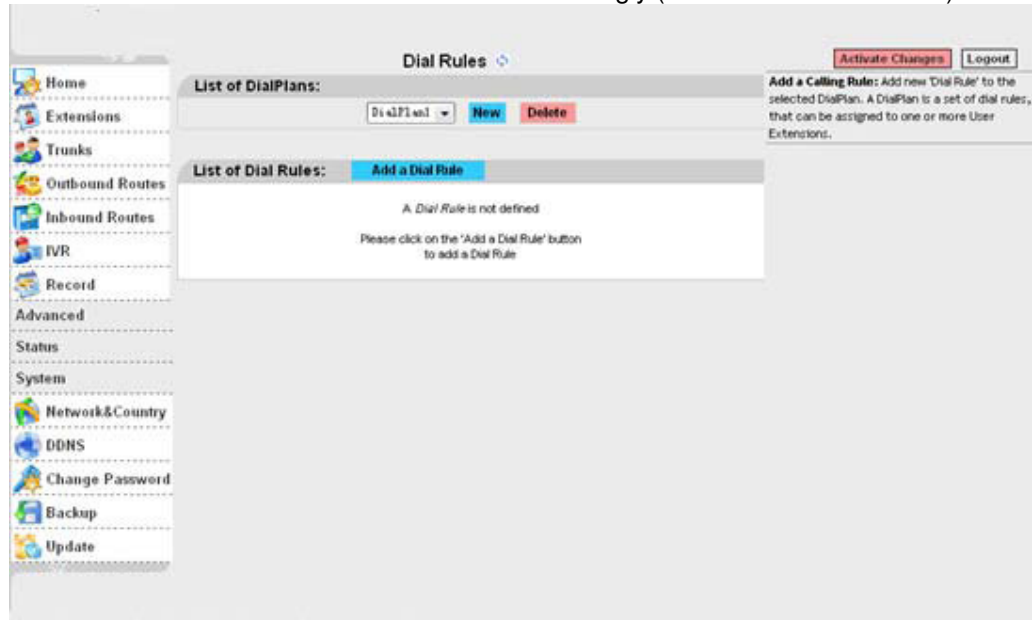 Dial Rules
Activate Changes
Logout
Home
Extensions
Trunks
Outbound Routes
Inbound Routes
IVR
Record
Advanced
Status
System
Network&Country
DDNS
Change Password
Backup
Update
List of DialPlans:
DialPlan1
New
Delete
List of Dial Rules:
Add a Dial Rule
A Dial Rule is not defined
Please click on the 'Add a Dial Rule' button
to add a Dial Rule
Add a Calling Rule: Add new 'Dial Rule' to the
selected DialPlan. A DialPlan is a set of dial rules,
that can be assigned to one or more User
Extensions.